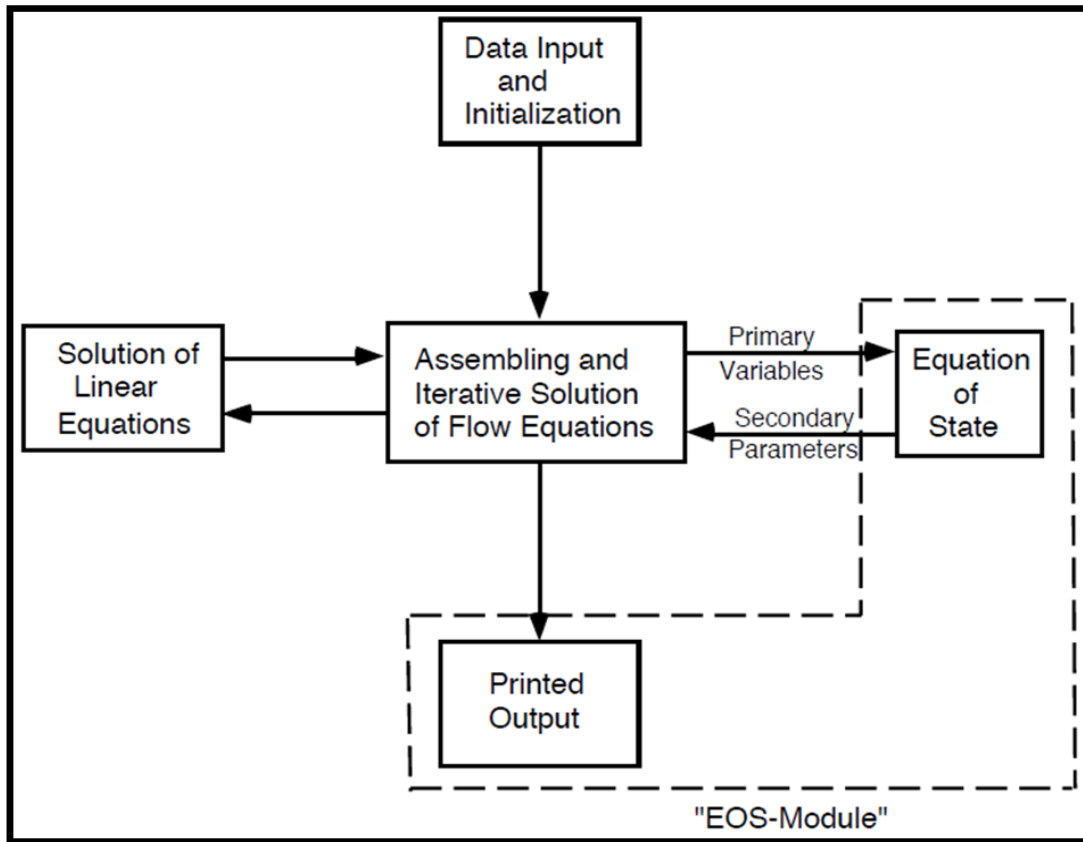 Data Input
and
Initialization
Solution of
Linear
Equations
Assembling and
Iterative Solution
of Flow Equations
Primary
Variables
Secondary
Parameters
Equation
of
State
Printed
Output
"EOS-Module"